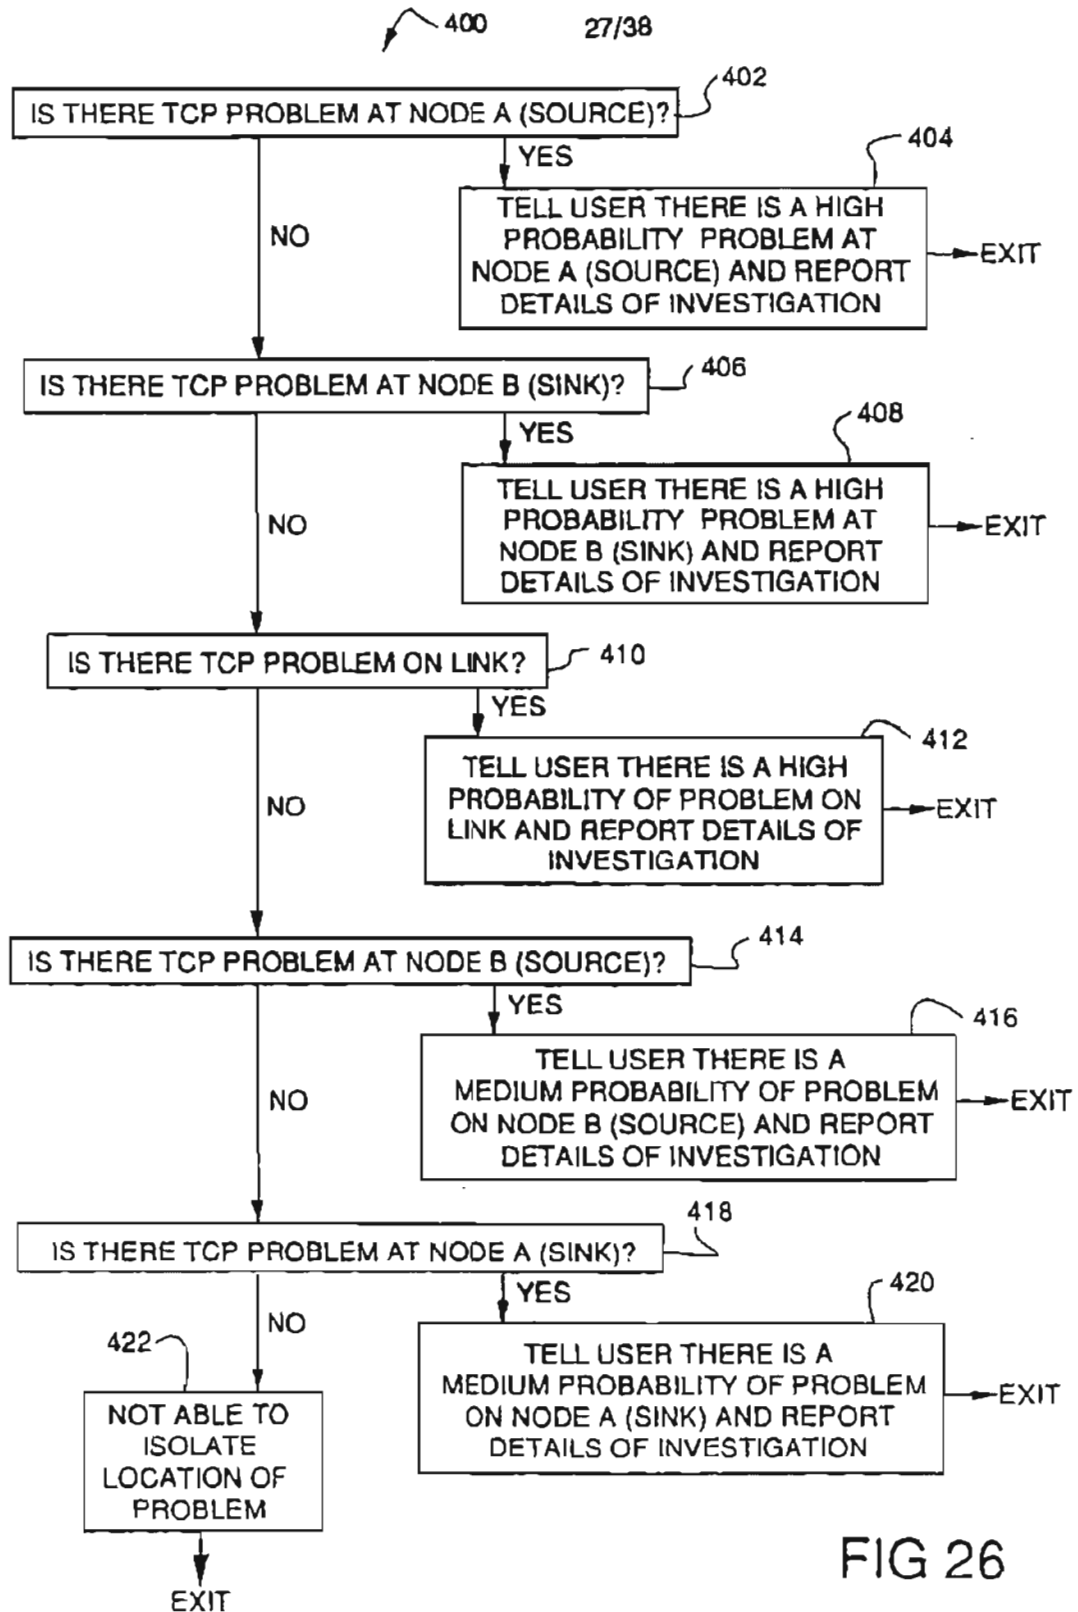 400
27/38
402
IS THERE TCP PROBLEM AT NODE A (SOURCE)?
YES
404
TELL USER THERE IS A HIGH
PROBABILITY PROBLEM AT
NODE A (SOURCE) AND REPORT
DETAILS OF INVESTIGATION
EXIT
NO
406
IS THERE TCP PROBLEM AT NODE B (SINK)?
YES
408
TELL USER THERE IS A HIGH
PROBABILITY PROBLEM AT
NODE B (SINK) AND REPORT
DETAILS OF INVESTIGATION
EXIT
NO
410
IS THERE TCP PROBLEM ON LINK?
YES
412
TELL USER THERE IS A HIGH
PROBABILITY OF PROBLEM ON
LINK AND REPORT DETAILS OF
INVESTIGATION
EXIT
NO
414
IS THERE TCP PROBLEM AT NODE B (SOURCE)?
YES
416
TELL USER THERE IS A
MEDIUM PROBABILITY OF PROBLEM
ON NODE B (SOURCE) AND REPORT
DETAILS OF INVESTIGATION
EXIT
NO
418
IS THERE TCP PROBLEM AT NODE A (SINK)?
YES
420
TELL USER THERE IS A
MEDIUM PROBABILITY OF PROBLEM
ON NODE A (SINK) AND REPORT
DETAILS OF INVESTIGATION
EXIT
NO
422
NOT ABLE TO
ISOLATE
LOCATION OF
PROBLEM
EXIT
FIG 26